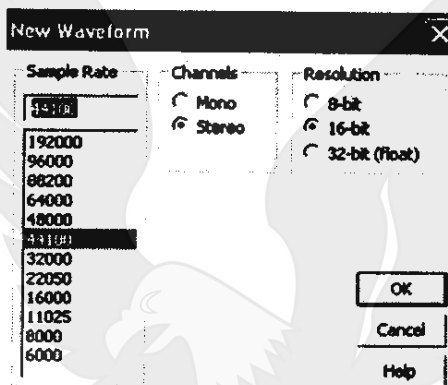 New Waveform
Sample Rate
44100
192000
96000
88200
64000
48000
44100
32000
22050
16000
11025
8000
6000
Channels
Mono
Stereo
Resolution
8-bit
16-bit
32-bit (float)
OK
Cancel
Help